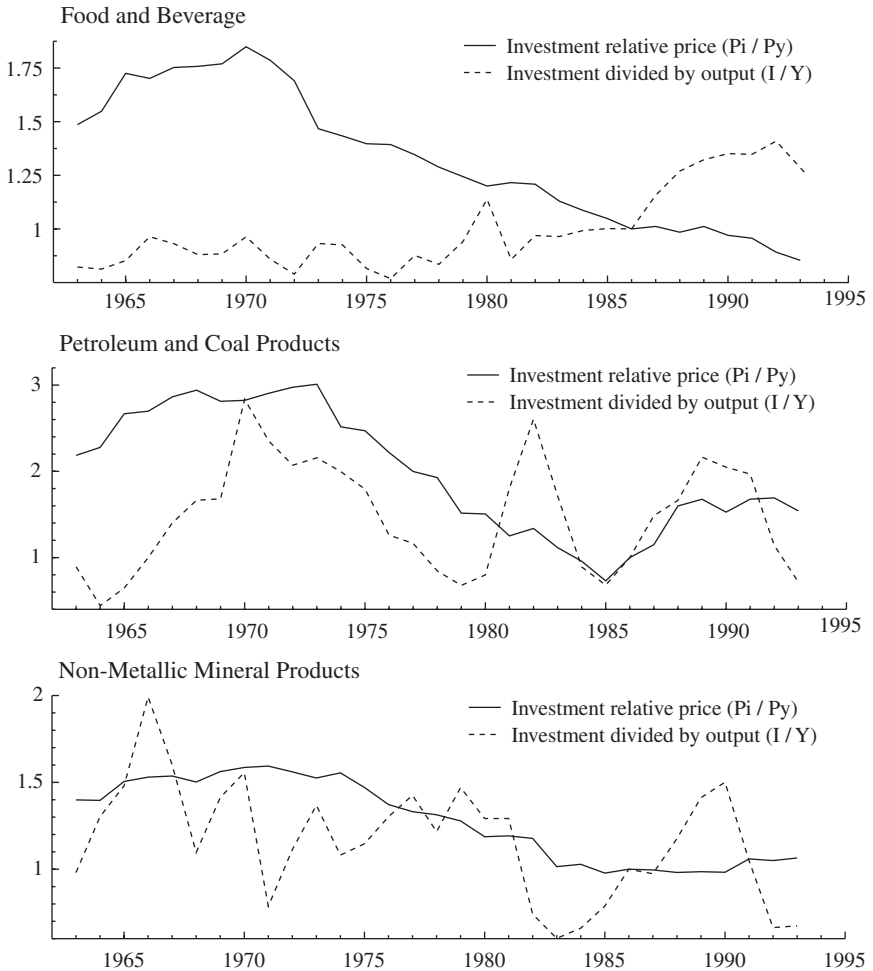 Food and Beverage
Investment relative price (Pi / Py)
Investment divided by output (I / Y)
1.75
1.5
1.25
1
1965 1970 1975 1980 1985 1990 1995
Petroleum and Coal Products
Investment relative price (Pi / Py)
Investment divided by output (I / Y)
3
2
1
1965 1970 1975 1980 1985 1990 1995
Non-Metallic Mineral Products
Investment relative price (Pi / Py)
Investment divided by output (I / Y)
2
1.5
1
1965 1970 1975 1980 1985 1990 1995